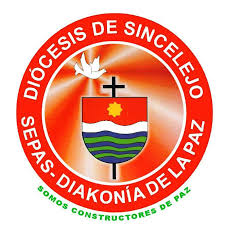 DIÓCESIS DE SINCELEJO
SEPAS- DIAKONÍA DE LA PAZ
SOMOS CONSTRUCTORES DE PAZ